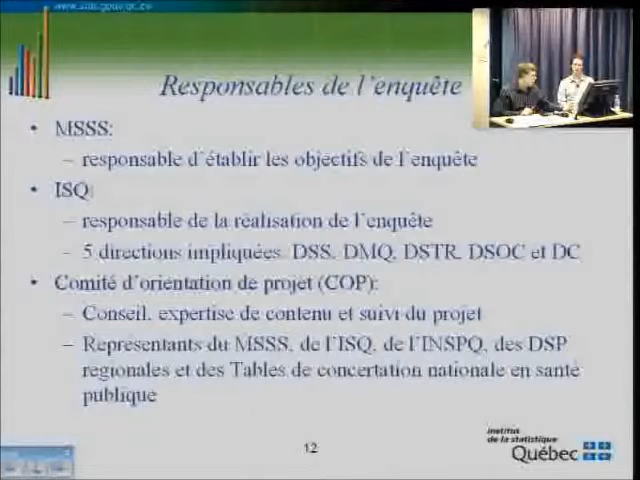 www.stat.gouv.qc.ca
Responsables de l'enquête
• MSSS:
– responsable d'établir les objectifs de l'enquête
• ISQ:
– responsable de la réalisation de l'enquête
– 5 directions impliquées: DSS, DMQ, DSTR, DSOC et DC
• Comité d'orientation de projet (COP):
– Conseil, expertise de contenu et suivi du projet
– Représentants du MSSS, de l'ISQ, de l'INSPQ, des DSP
régionales et des Tables de concertation nationale en santé
publique
12
Institut
de la statistique
Québec